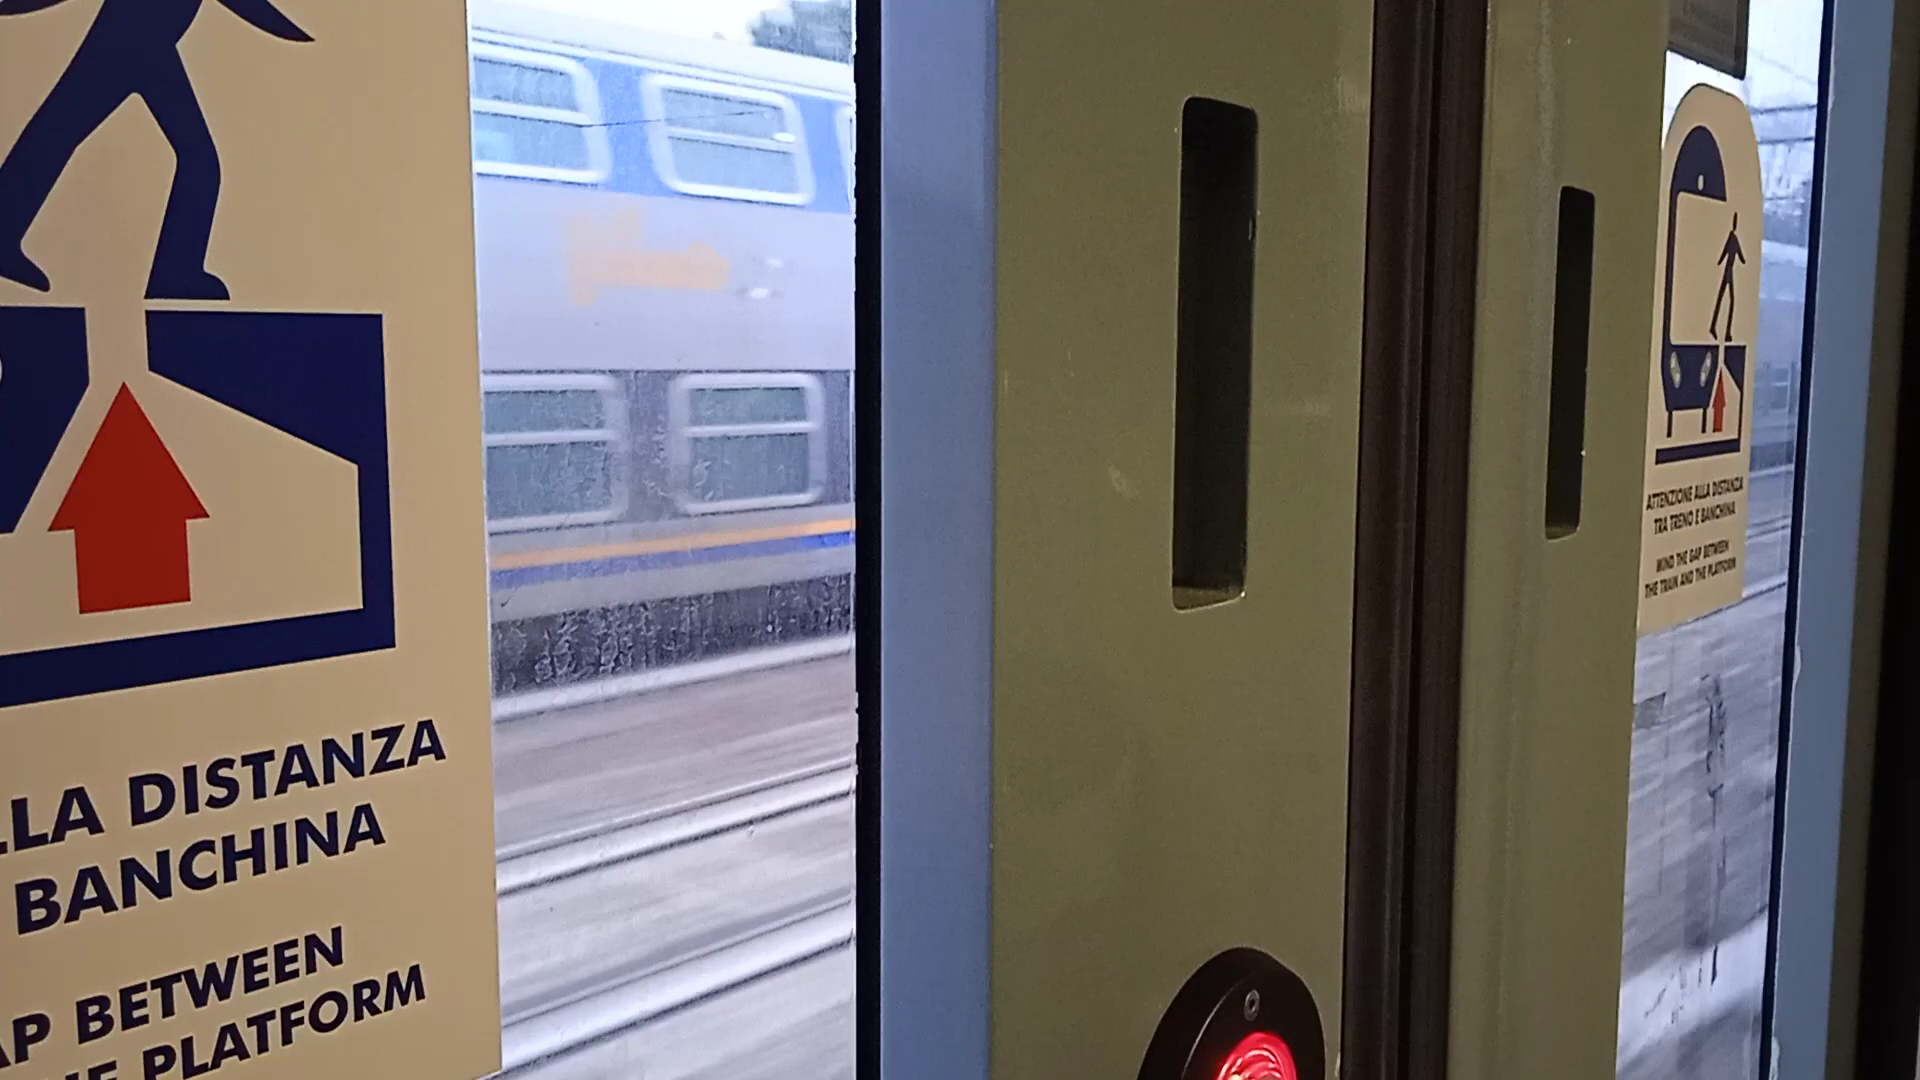 LLA DISTANZA
BANCHINA
AP BETWEEN
HE PLATFORM
ATTENZIONE ALLA DISTANZA
TRA TRENO E BANCHINA
MIND THE GAP BETWEEN
THE TRAIN AND THE PLATFORM